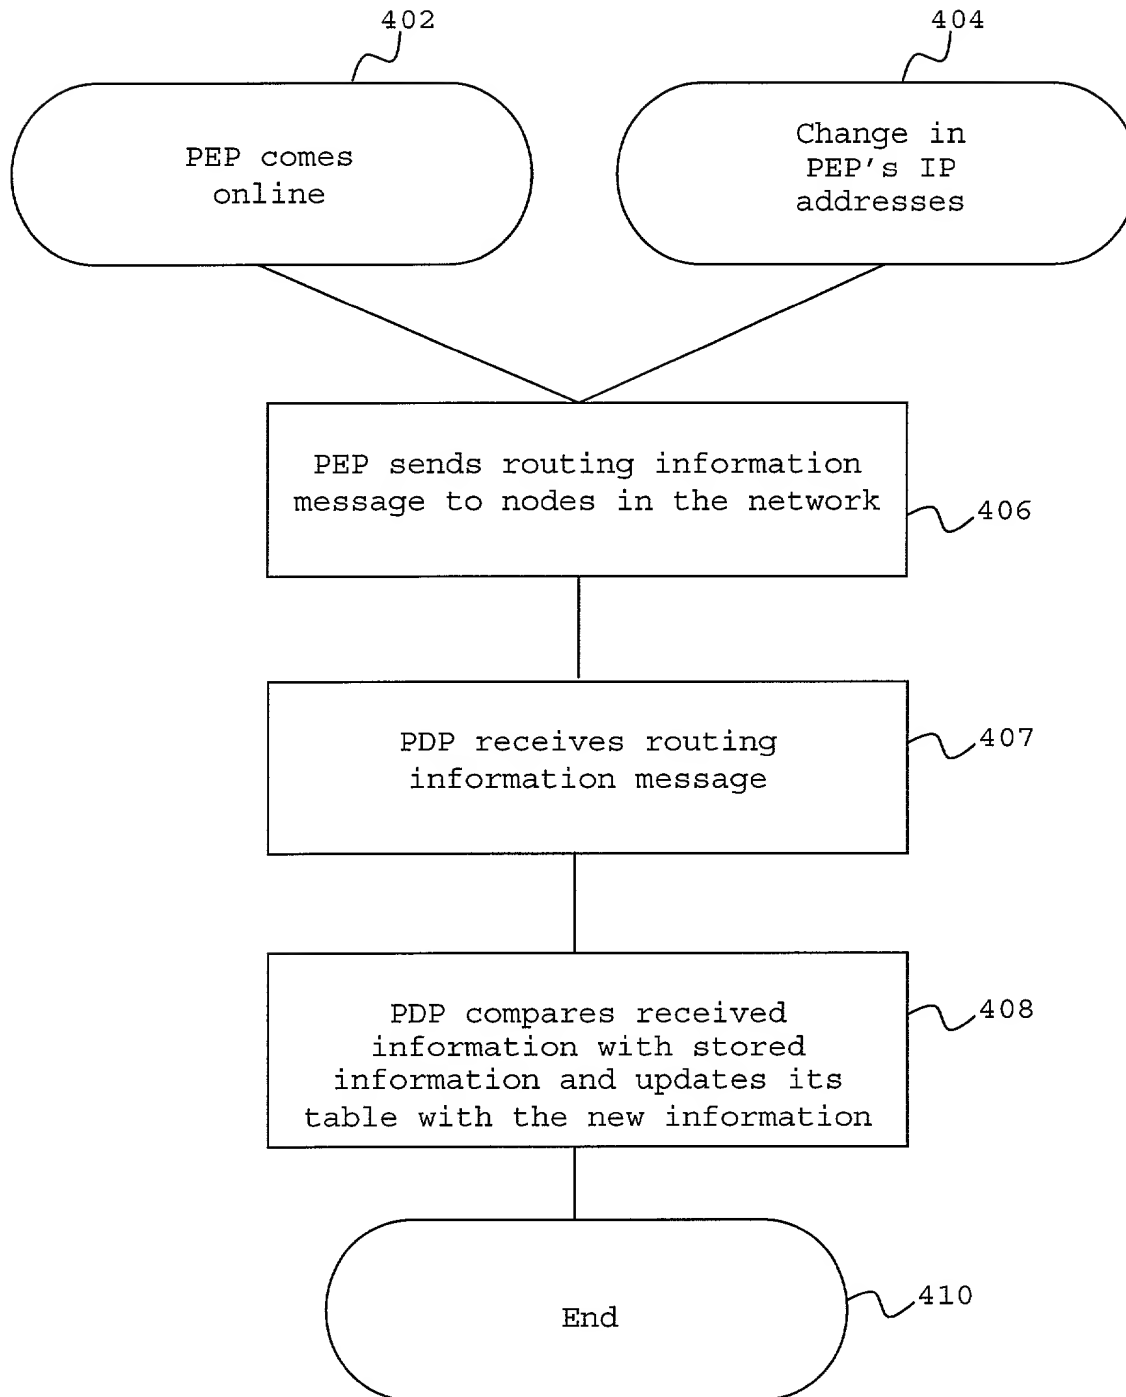 402
404
PEP comes
online
Change in
PEP's IP
addresses
PEP sends routing information
message to nodes in the network
406
PDP receives routing
information message
407
PDP compares received
information with stored
information and updates its
table with the new information
408
End
410